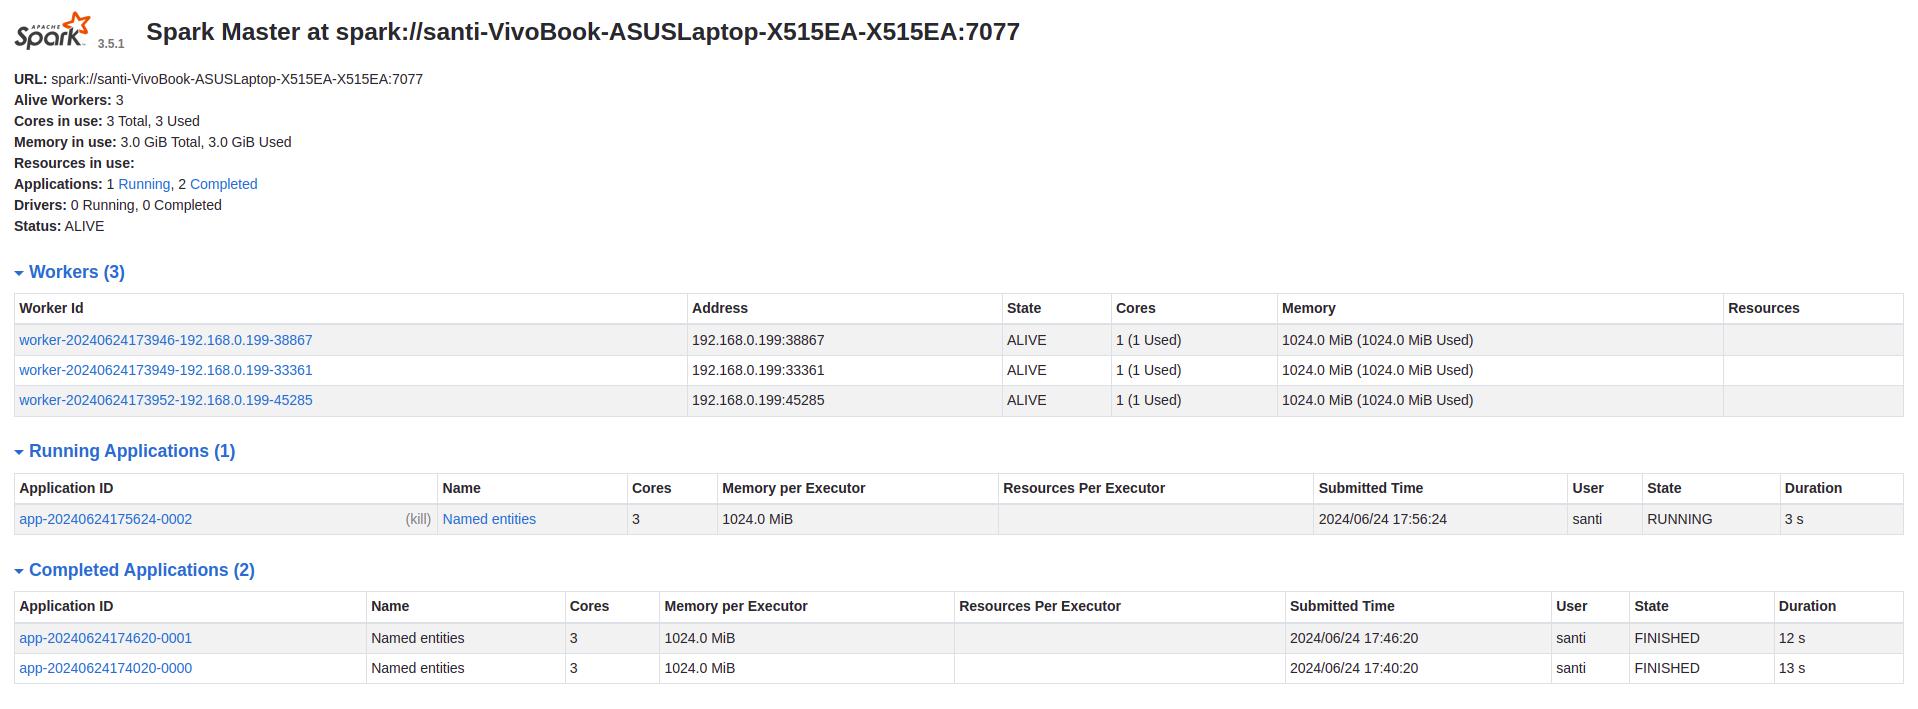 APACHE
Spark 3.5.1 Spark Master at spark://santi-VivoBook-ASUSLaptop-X515EA-X515EA:7077
URL: spark://santi-VivoBook-ASUSLaptop-X515EA-X515EA:7077
Alive Workers: 3
Cores in use: 3 Total, 3 Used
Memory in use: 3.0 GiB Total, 3.0 GiB Used
Resources in use:
Applications: 1 Running, 2 Completed
Drivers: 0 Running, 0 Completed
Status: ALIVE
Workers (3)
Worker Id Address State Cores Memory Resources
worker-20240624173946-192.168.0.199-38867 192.168.0.199:38867 ALIVE 1 (1 Used) 1024.0 MiB (1024.0 MiB Used)
worker-20240624173949-192.168.0.199-33361 192.168.0.199:33361 ALIVE 1 (1 Used) 1024.0 MiB (1024.0 MiB Used)
worker-20240624173952-192.168.0.199-45285 192.168.0.199:45285 ALIVE 1 (1 Used) 1024.0 MiB (1024.0 MiB Used)
Running Applications (1)
Application ID Name Cores Memory per Executor Resources Per Executor Submitted Time User State Duration
app-20240624175624-0002 (kill) Named entities 3 1024.0 MiB 2024/06/24 17:56:24 santi RUNNING 3 s
Completed Applications (2)
Application ID Name Cores Memory per Executor Resources Per Executor Submitted Time User State Duration
app-20240624174620-0001 Named entities 3 1024.0 MiB 2024/06/24 17:46:20 santi FINISHED 12 s
app-20240624174020-0000 Named entities 3 1024.0 MiB 2024/06/24 17:40:20 santi FINISHED 13 s